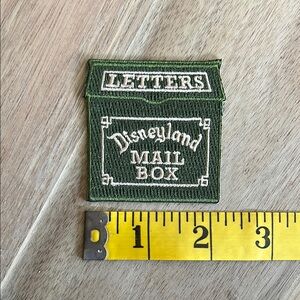 LETTERS
Disneyland
MAIL
BOX
1 2 3